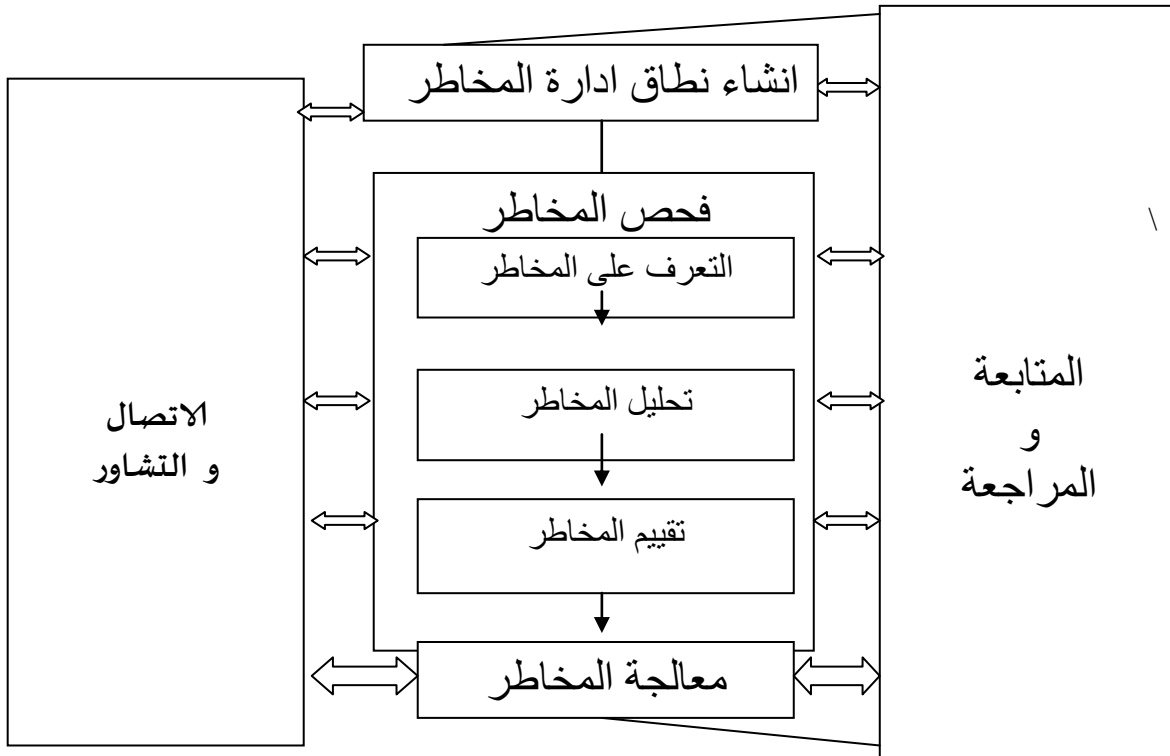 انشاء نطاق ادارة المخاطر
فحص المخاطر
التعرف على المخاطر
تحليل المخاطر
تقييم المخاطر
معالجة المخاطر
المتابعة
و
المراجعة
الاتصال
و التشاور
\